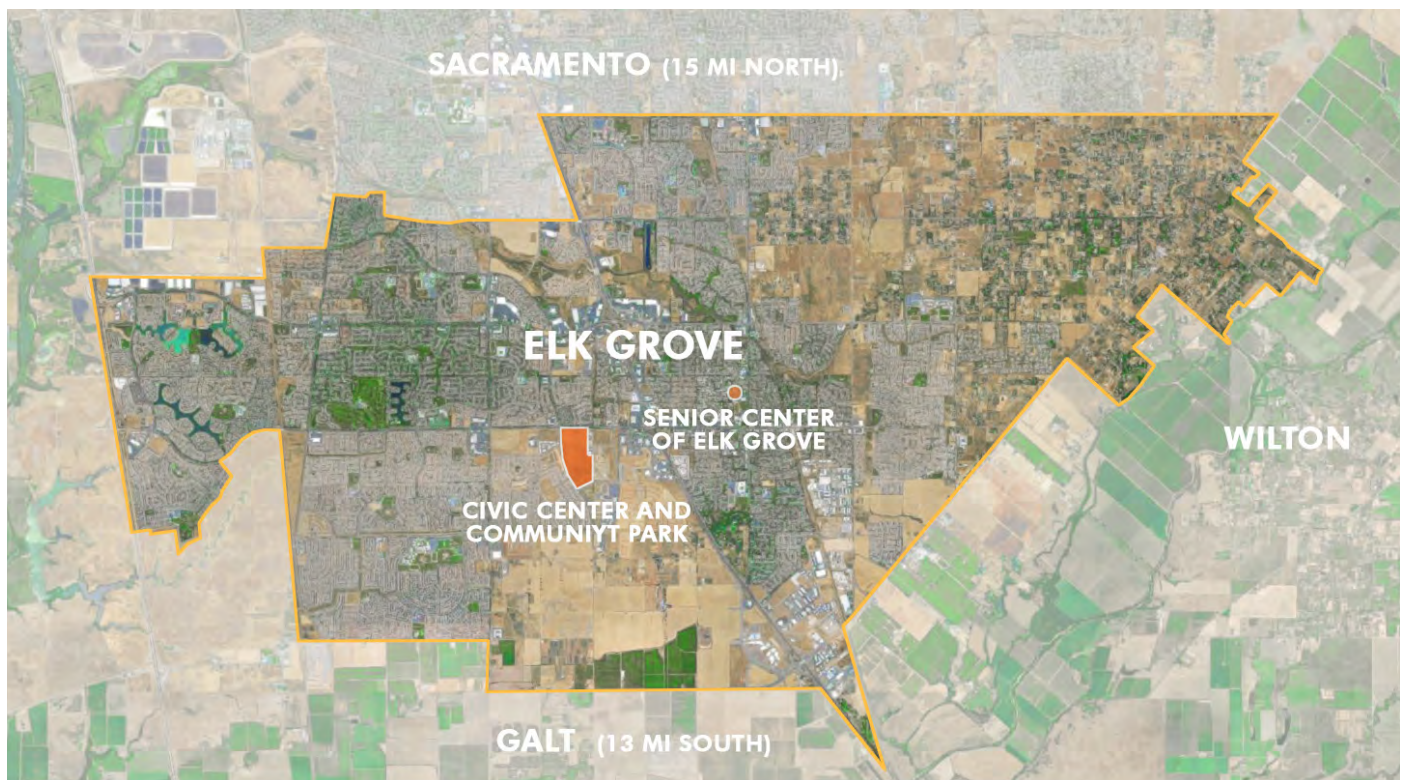 SACRAMENTO (15 MI NORTH)
ELK GROVE
SENIOR CENTER
OF ELK GROVE
WILTON
CIVIC CENTER AND
COMMUNIYT PARK
GALT (13 MI SOUTH)